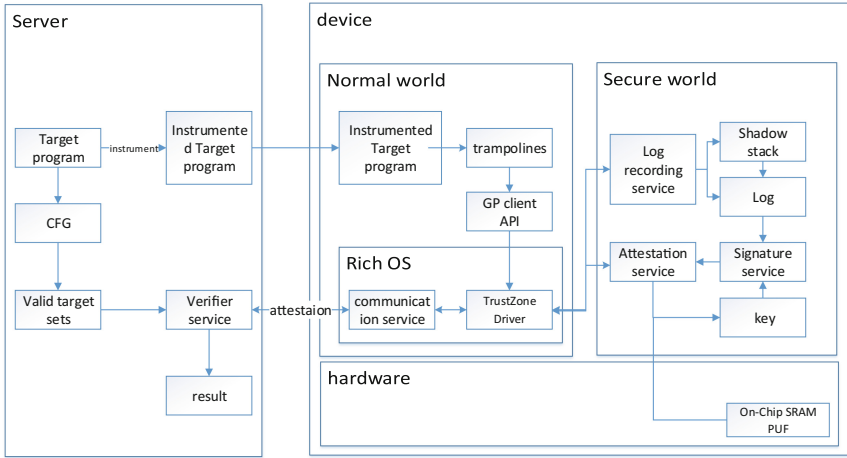 Server
device
Normal world
Secure world
Target
program
instrument
Instrumente
d Target
program
Instrumented
Target
program
trampolines
Log
recording
service
Shadow
stack
Log
CFG
GP client
API
Rich OS
Attestation
service
Signature
service
Valid target
sets
Verifier
service
attestaion
communicat
ion service
TrustZone
Driver
key
result
hardware
On-Chip SRAM
PUF